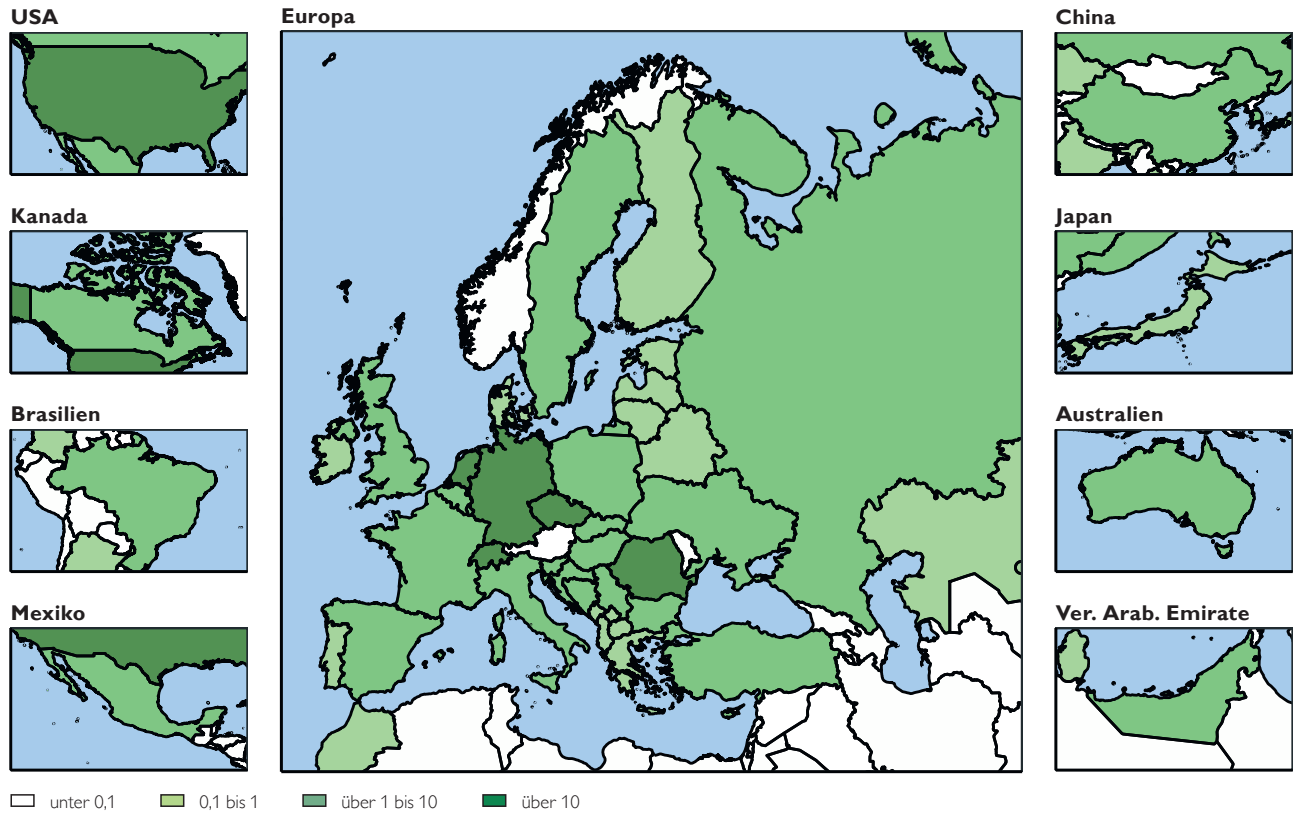 USA
Europa
China
Kanada
Japan
Brasilien
Australien
Mexiko
Ver. Arab. Emirate
unter 0,1
0,1 bis 1
über 1 bis 10
über 10